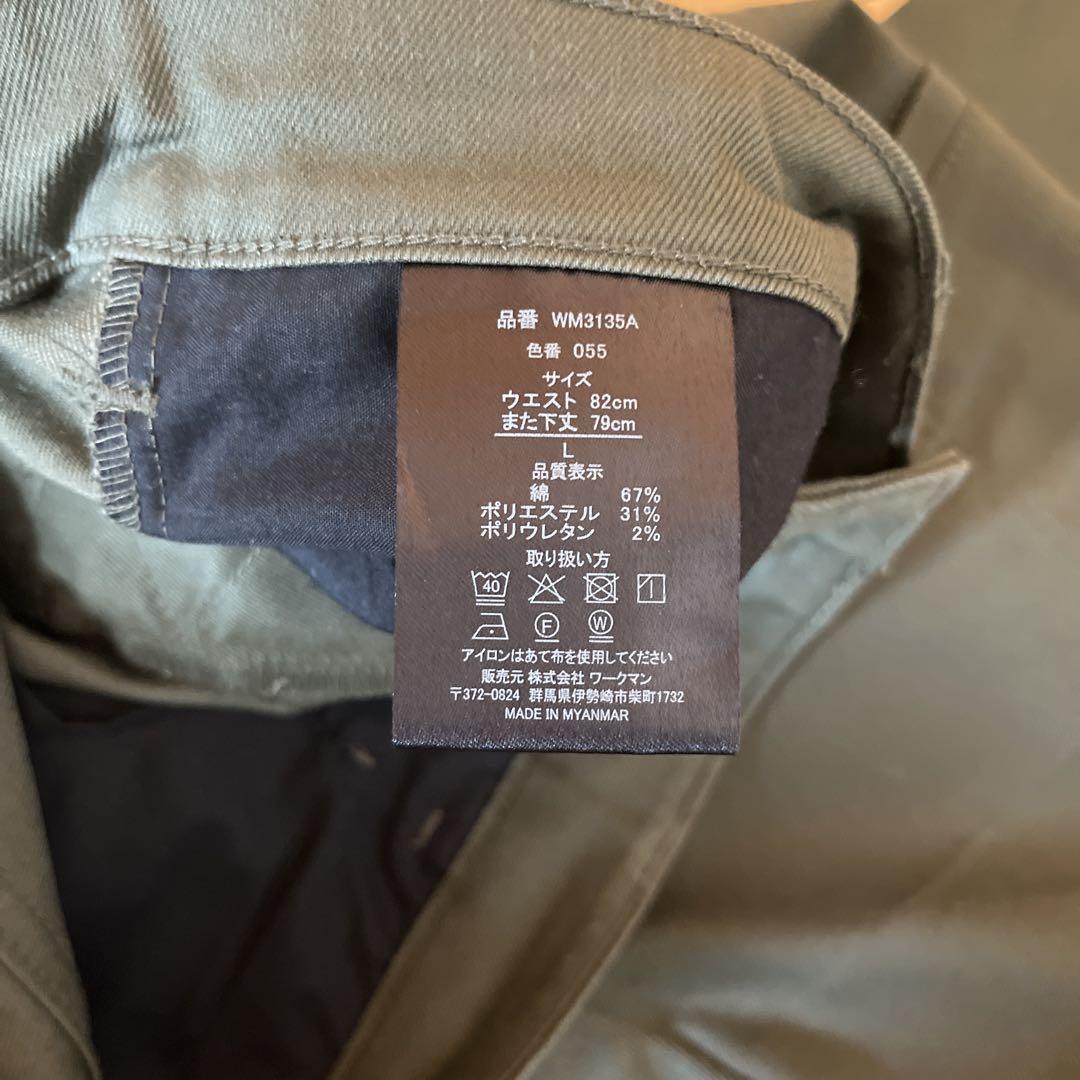 品番 WM3135A
色番 055
サイズ
ウエスト 82cm
また下丈 79cm
L
品質表示
綿 67%
ポリエステル 31%
ポリウレタン 2%
取り扱い方
40
F W
アイロンはあて布を使用してください
販売元 株式会社 ワークマン
〒372-0824 群馬県伊勢崎市柴町1732
MADE IN MYANMAR